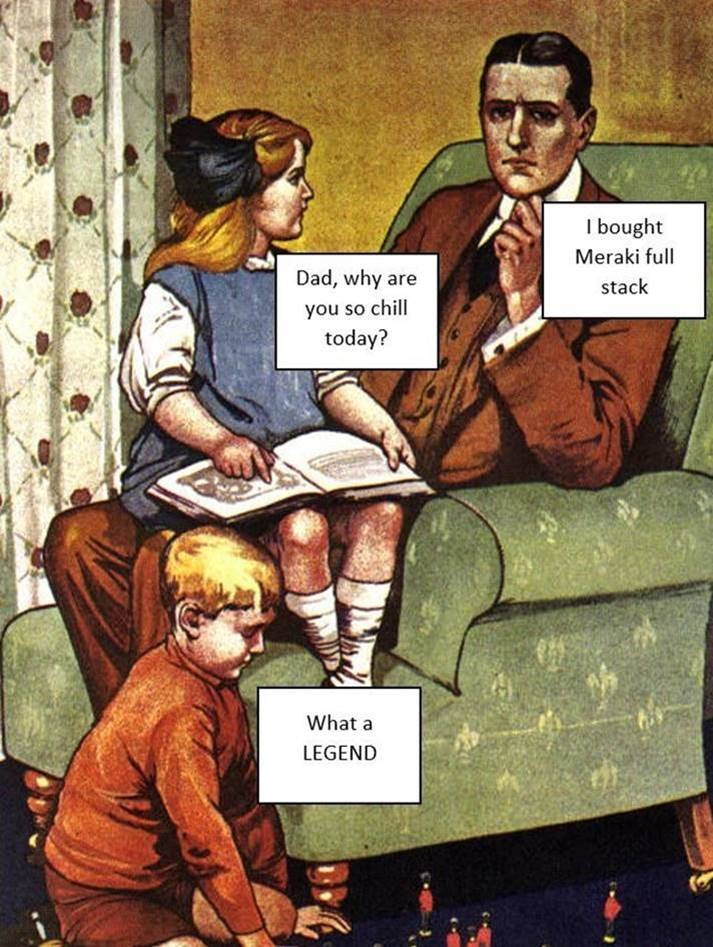 Dad, why are
you so chill
today?
I bought
Meraki full
stack
What a
LEGEND